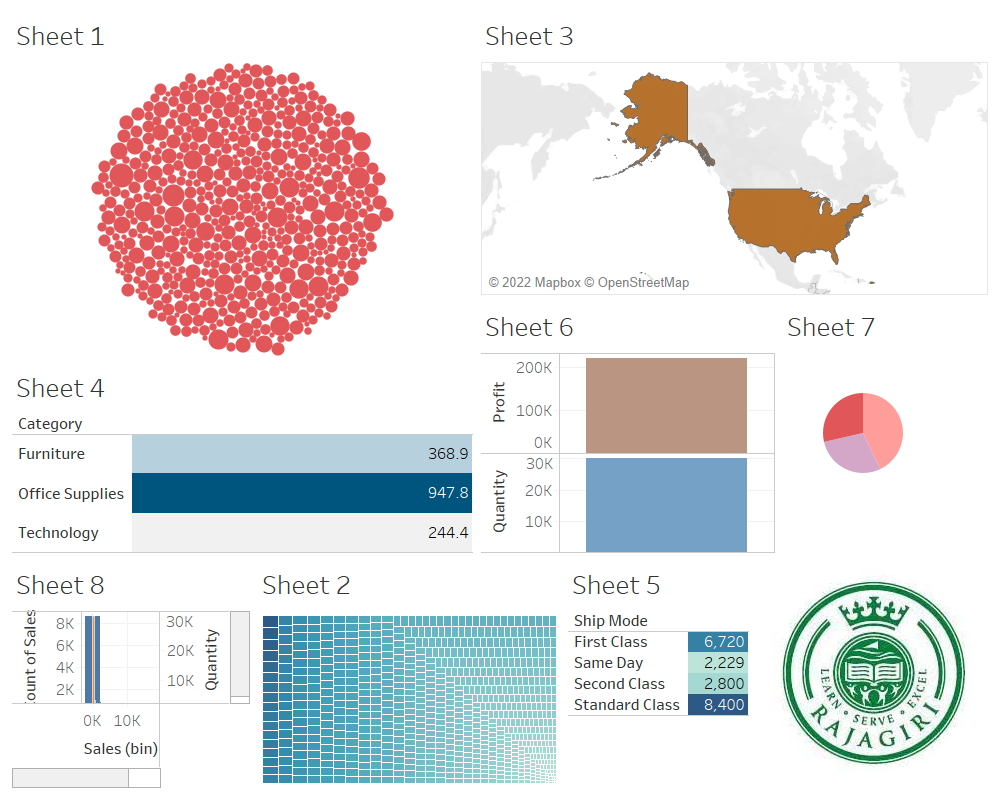 Sheet 1
Sheet 3
© 2022 Mapbox © OpenStreetMap
Sheet 6
Profit
200K
100K
0K
Quantity
30K
20K
10K
Sheet 7
Sheet 4
Category
Furniture 368.9
Office Supplies 947.8
Technology 244.4
Sheet 8
ount of Sales
8K
6K
4K
2K
30K
20K
10K
Quantity
0K 10K
Sales (bin)
Sheet 2
Sheet 5
Ship Mode
First Class 6,720
Same Day 2,229
Second Class 2,800
Standard Class 8,400
LEARN • SERVE • EXCEL
RAJAGIRI